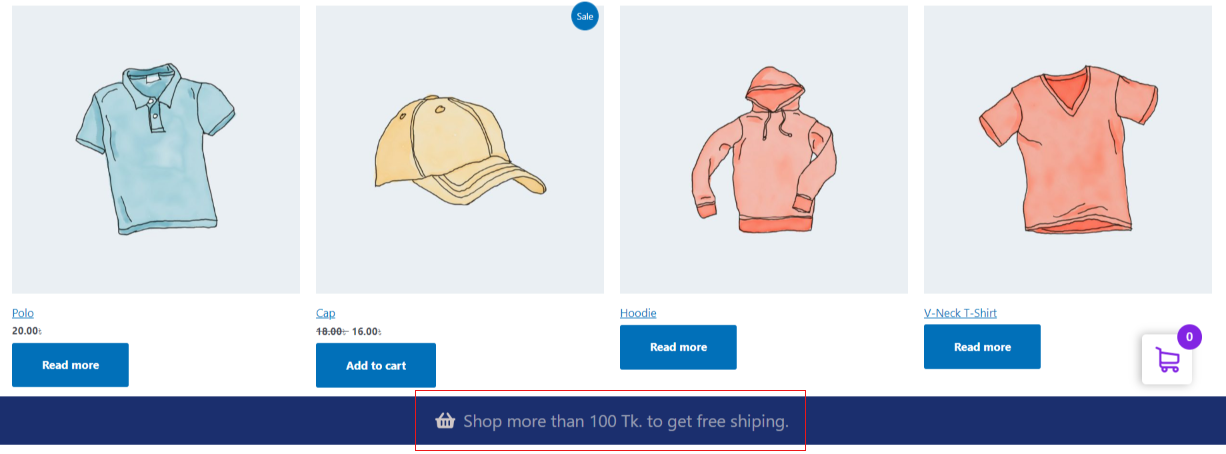 Sale
Polo
20.00৳
Read more
Cap
18.00৳ 16.00৳
Add to cart
Hoodie
Read more
V-Neck T-Shirt
Read more
0
Shop more than 100 Tk. to get free shiping.